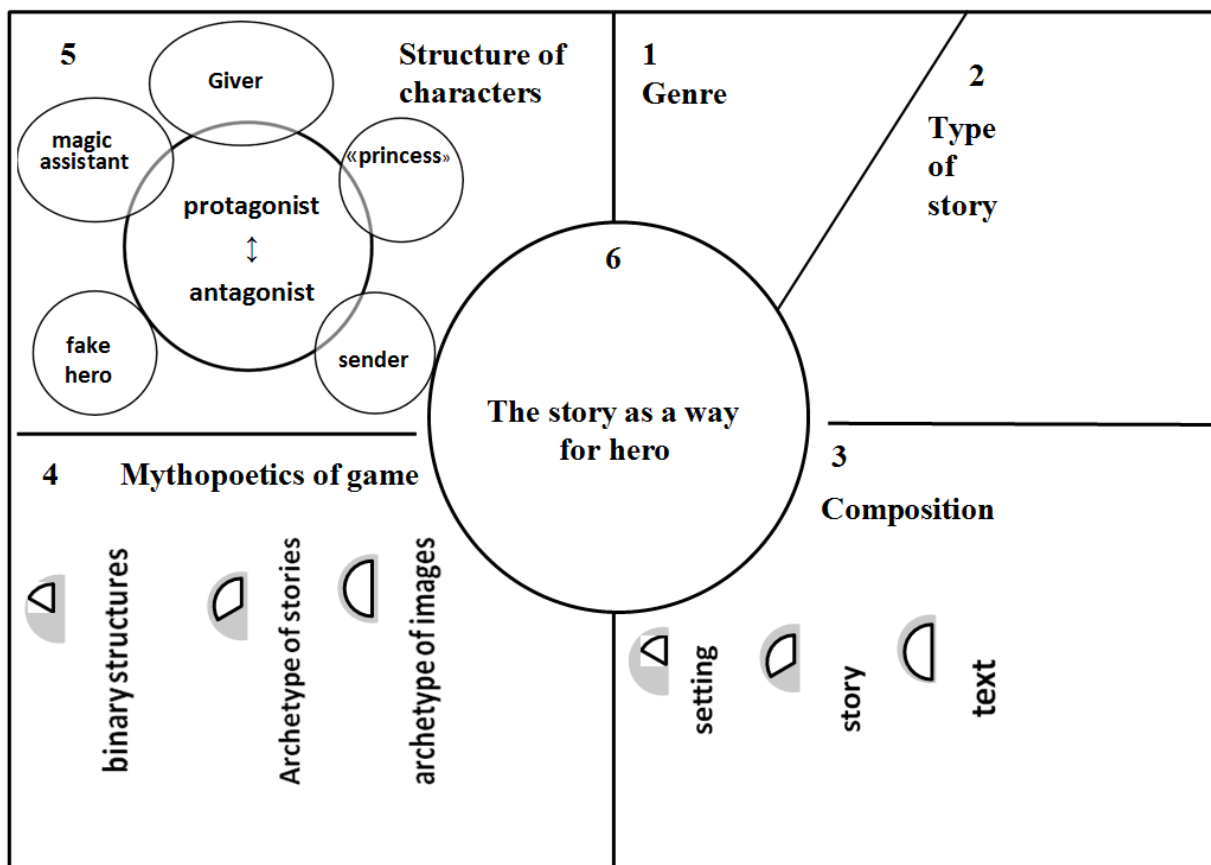 5
Structure of
characters
Giver
magic
assistant
«princess»
protagonist
↕
antagonist
fake
hero
sender
1
Genre
2
Type
of
story
6
The story as a way
for hero
4
Mythopoetics of game
binary structures
Archetype of stories
archetype of images
3
Composition
setting
story
text